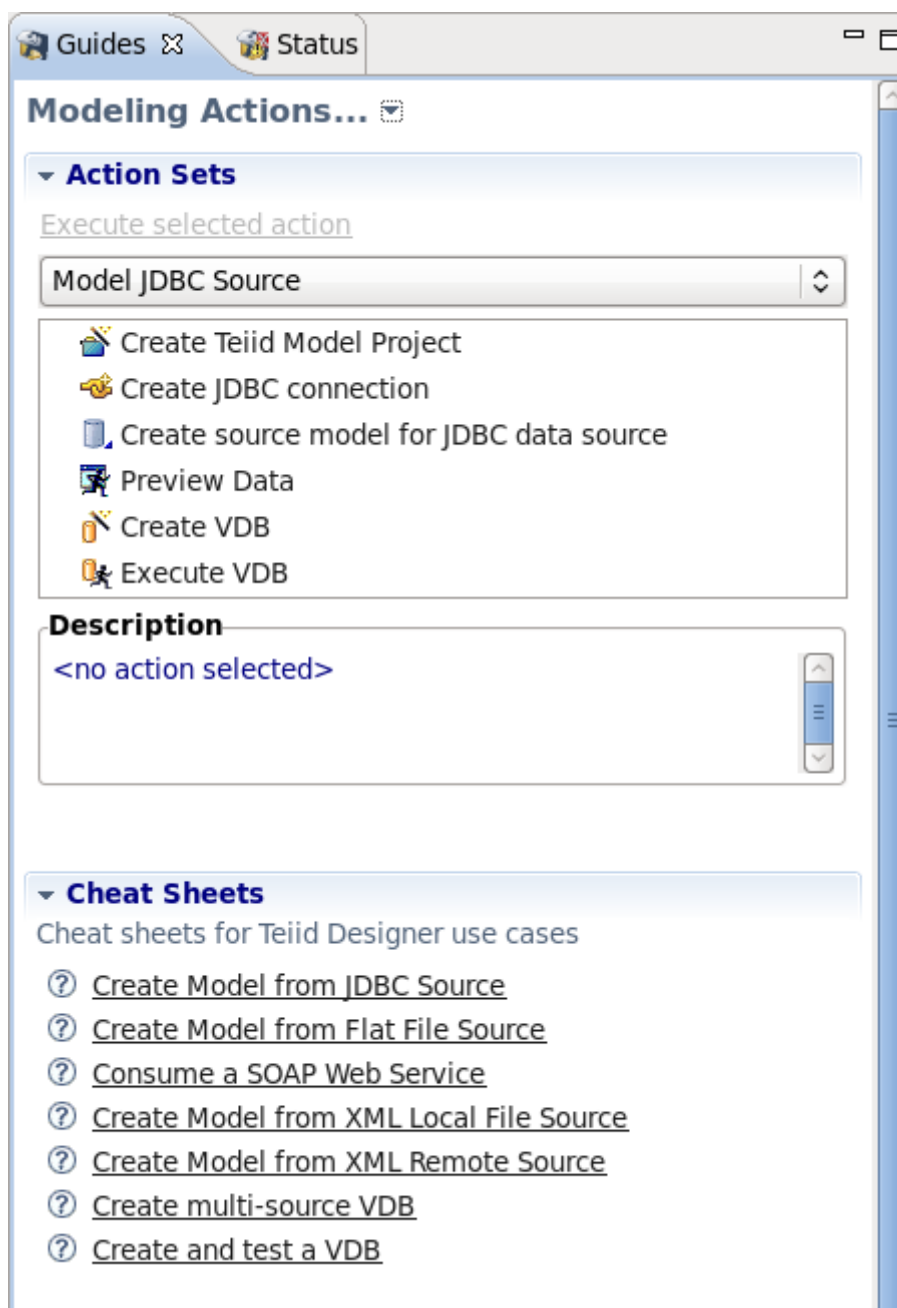 Guides Status
Modeling Actions...
Action Sets
Execute selected action
Model JDBC Source
Create Teiid Model Project
Create JDBC connection
Create source model for JDBC data source
Preview Data
Create VDB
Execute VDB
Description
<no action selected>
Cheat Sheets
Cheat sheets for Teiid Designer use cases
Create Model from JDBC Source
Create Model from Flat File Source
Consume a SOAP Web Service
Create Model from XML Local File Source
Create Model from XML Remote Source
Create multi-source VDB
Create and test a VDB